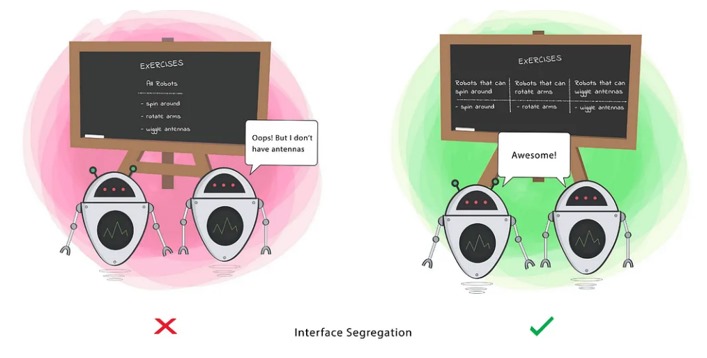 EXERCISES
All Robots
- spin around
- rotate arms
- wiggle antennas
Oops! But I don't
have antennas
EXERCISES
Robots that can
spin around
- spin around
Robots that can
rotate arms
- rotate arms
Robots that can
wiggle antennas
- wiggle antennas
Awesome!
Interface Segregation